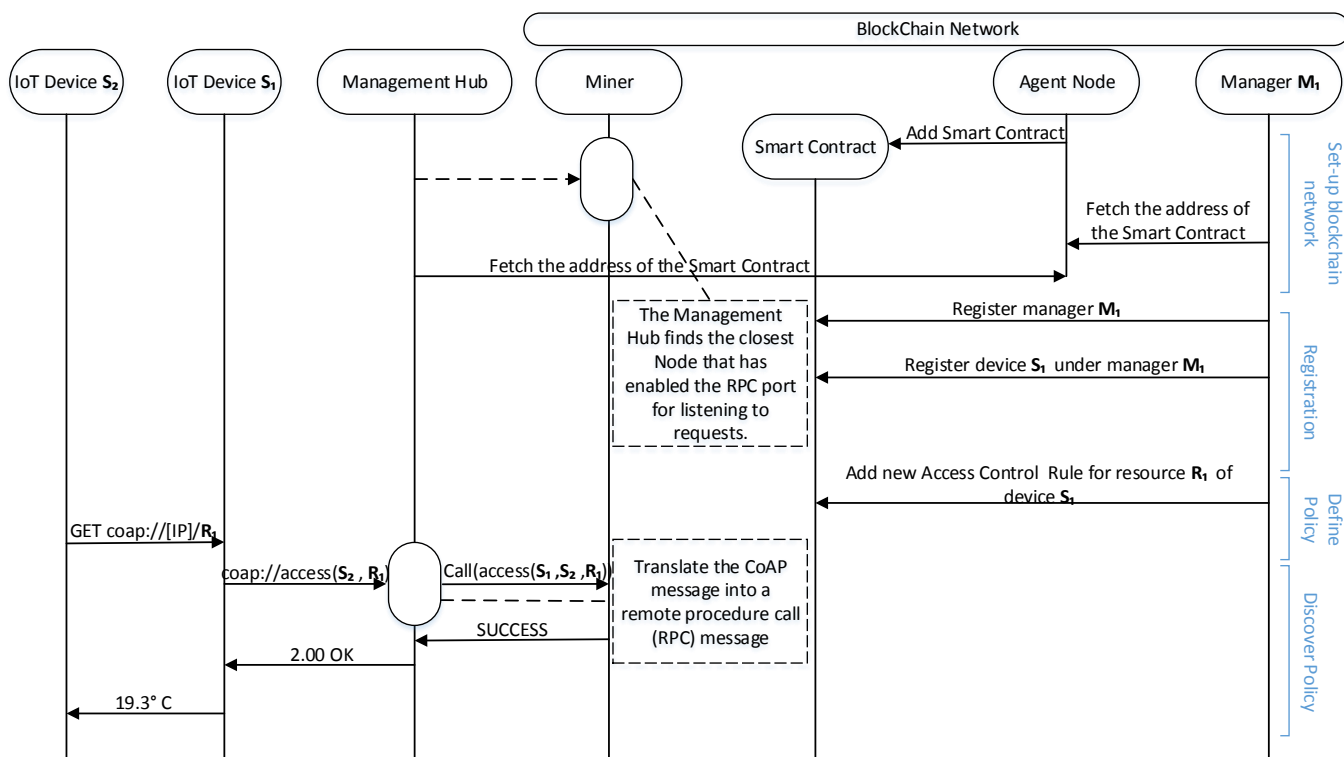 BlockChain Network
IoT Device S₂
IoT Device S₁
Management Hub
Miner
Agent Node
Manager M₁
Smart Contract
Add Smart Contract
Set-up blockchain
network
Fetch the address of
the Smart Contract
Fetch the address of the Smart Contract
The Management
Hub finds the closest
Node that has
enabled the RPC port
for listening to
requests.
Register manager M₁
Register device S₁ under manager M₁
Registration
Add new Access Control Rule for resource R₁ of
device S₁
Define
Policy
GET coap://[IP]/R₁
coap://access(S₂ , R₁)
Call(access(S₁ ,S₂ ,R₁))
Translate the CoAP
message into a
remote procedure call
(RPC) message
SUCCESS
2.00 OK
19.3° C
Discover Policy